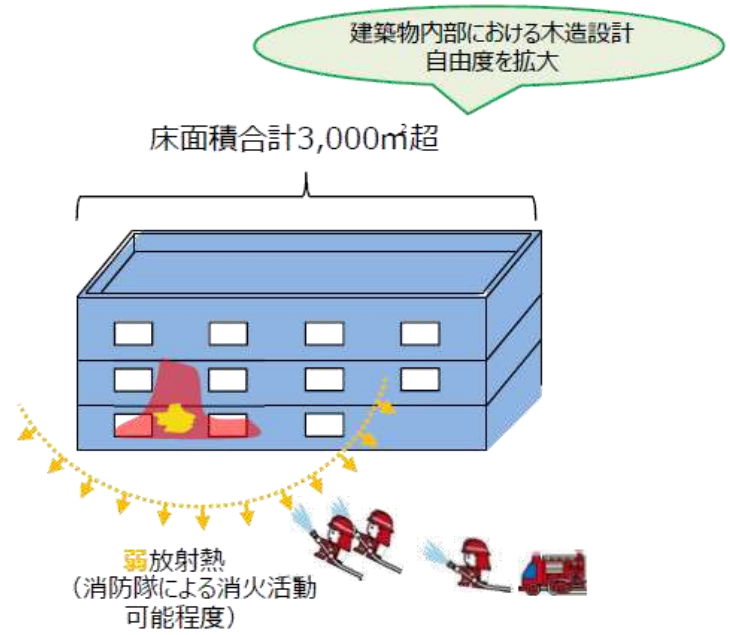 建築物内部における木造設計
自由度を拡大
床面積合計3,000㎡超
弱放射熱
（消防隊による消火活動
可能程度）